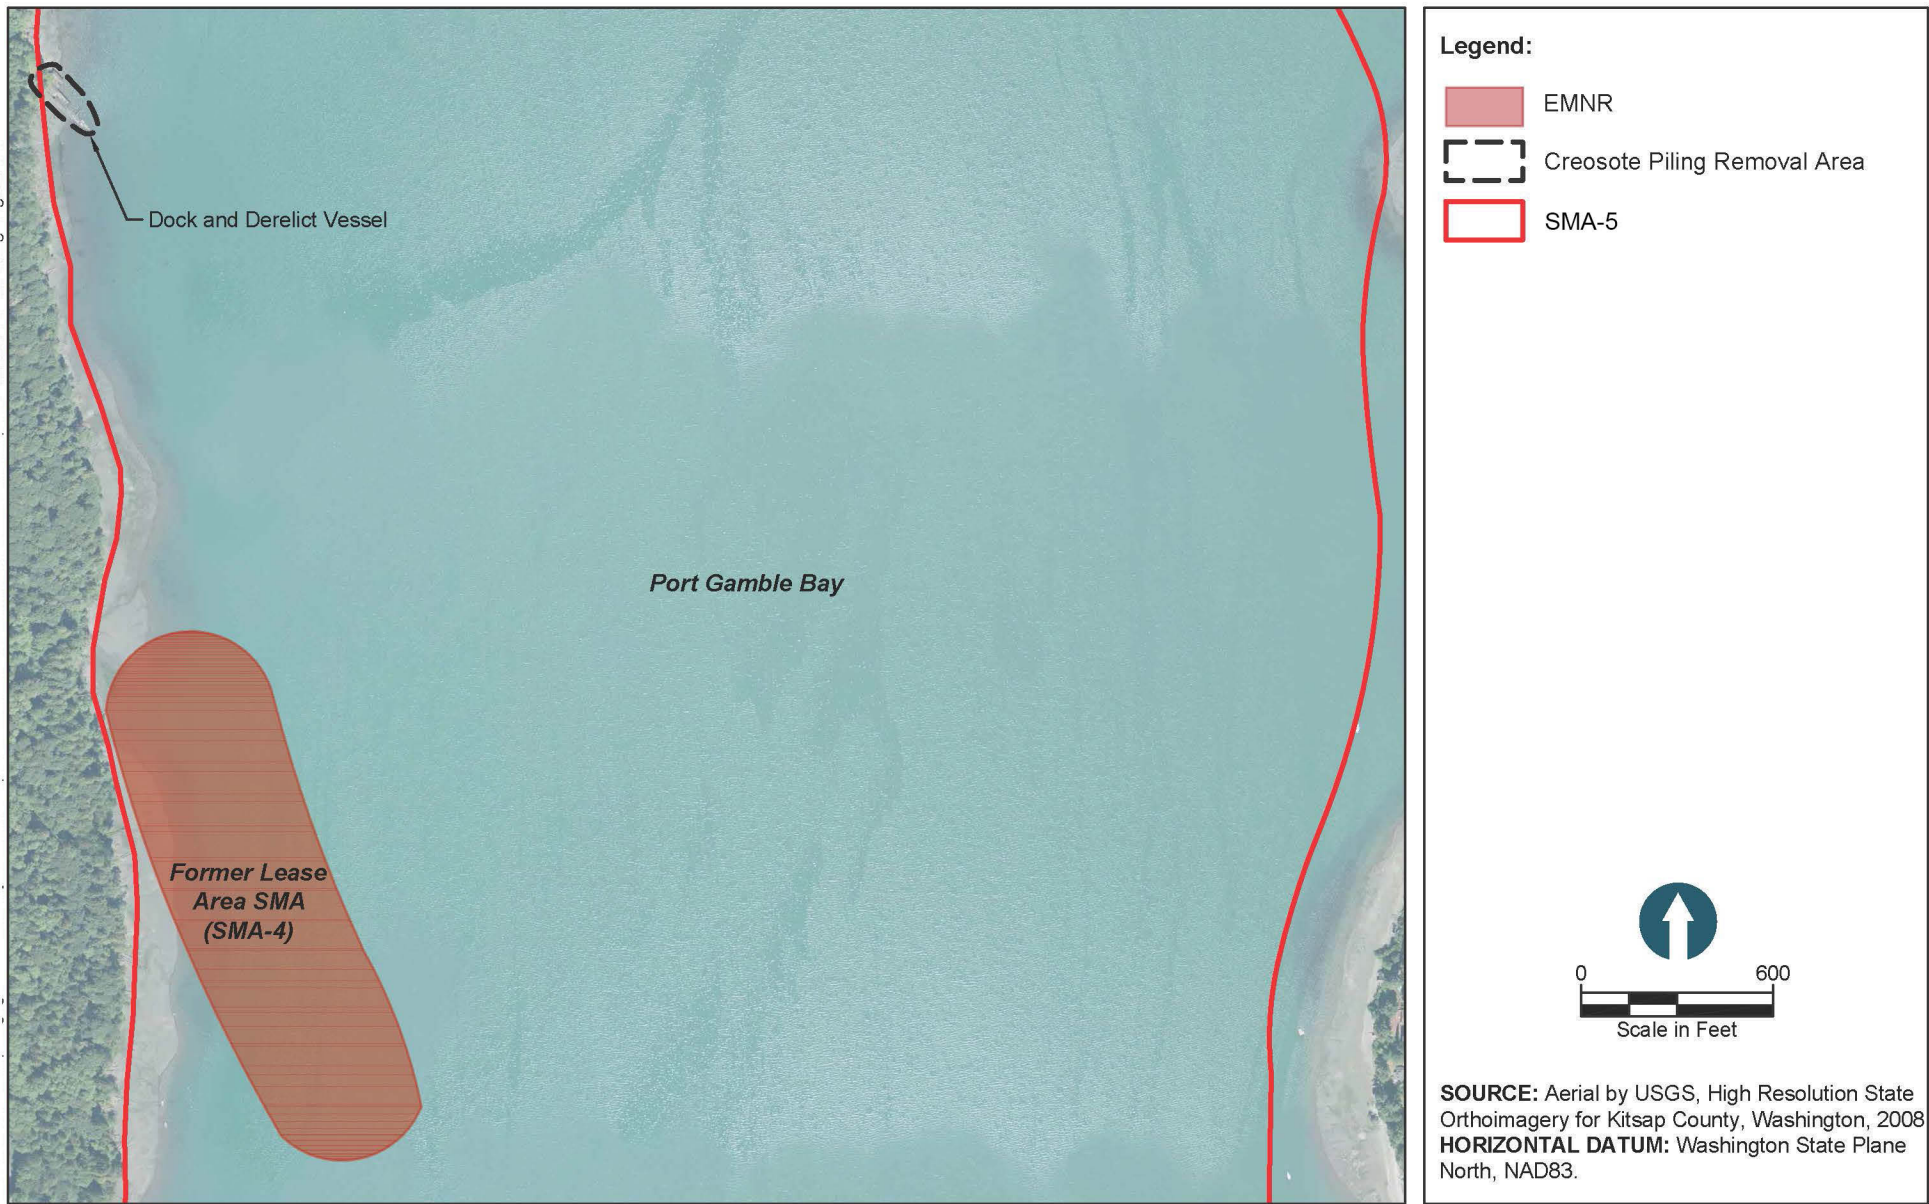 Dock and Derelict Vessel
Port Gamble Bay
Former Lease
Area SMA
(SMA-4)
Legend:
EMNR
Creosote Piling Removal Area
SMA-5
0 600
Scale in Feet
SOURCE: Aerial by USGS, High Resolution State
Orthoimagery for Kitsap County, Washington, 2008
HORIZONTAL DATUM: Washington State Plane
North, NAD83.